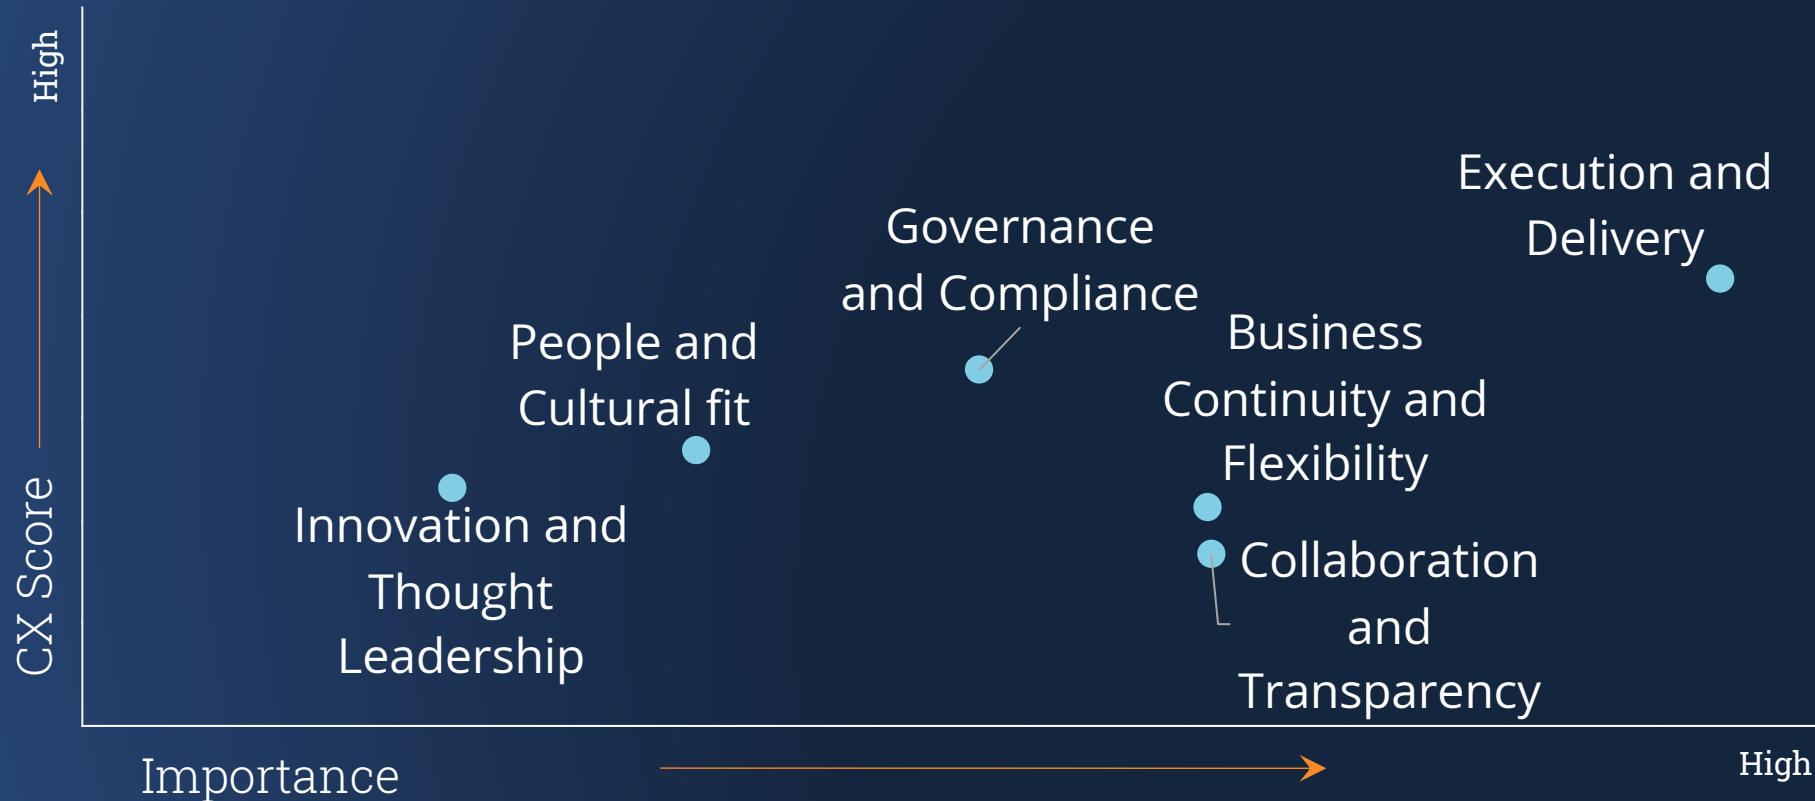 High
CX Score
Execution and
Delivery
Governance
and Compliance
Business
Continuity and
Flexibility
People and
Cultural fit
Innovation and
Thought
Leadership
Collaboration
and
Transparency
Importance
High